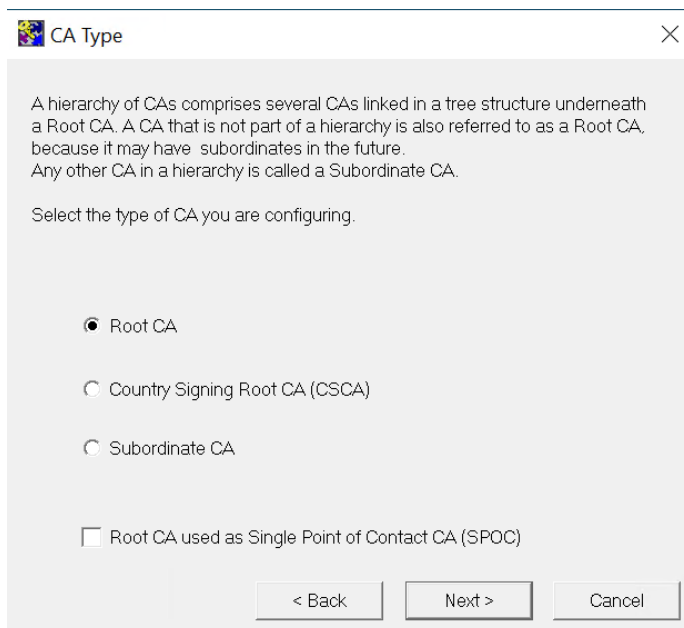 CA Type
A hierarchy of CAs comprises several CAs linked in a tree structure underneath
a Root CA. A CA that is not part of a hierarchy is also referred to as a Root CA,
because it may have  subordinates in the future.
Any other CA in a hierarchy is called a Subordinate CA.
Select the type of CA you are configuring.
Root CA
Country Signing Root CA (CSCA)
Subordinate CA
Root CA used as Single Point of Contact CA (SPOC)
< Back Next > Cancel